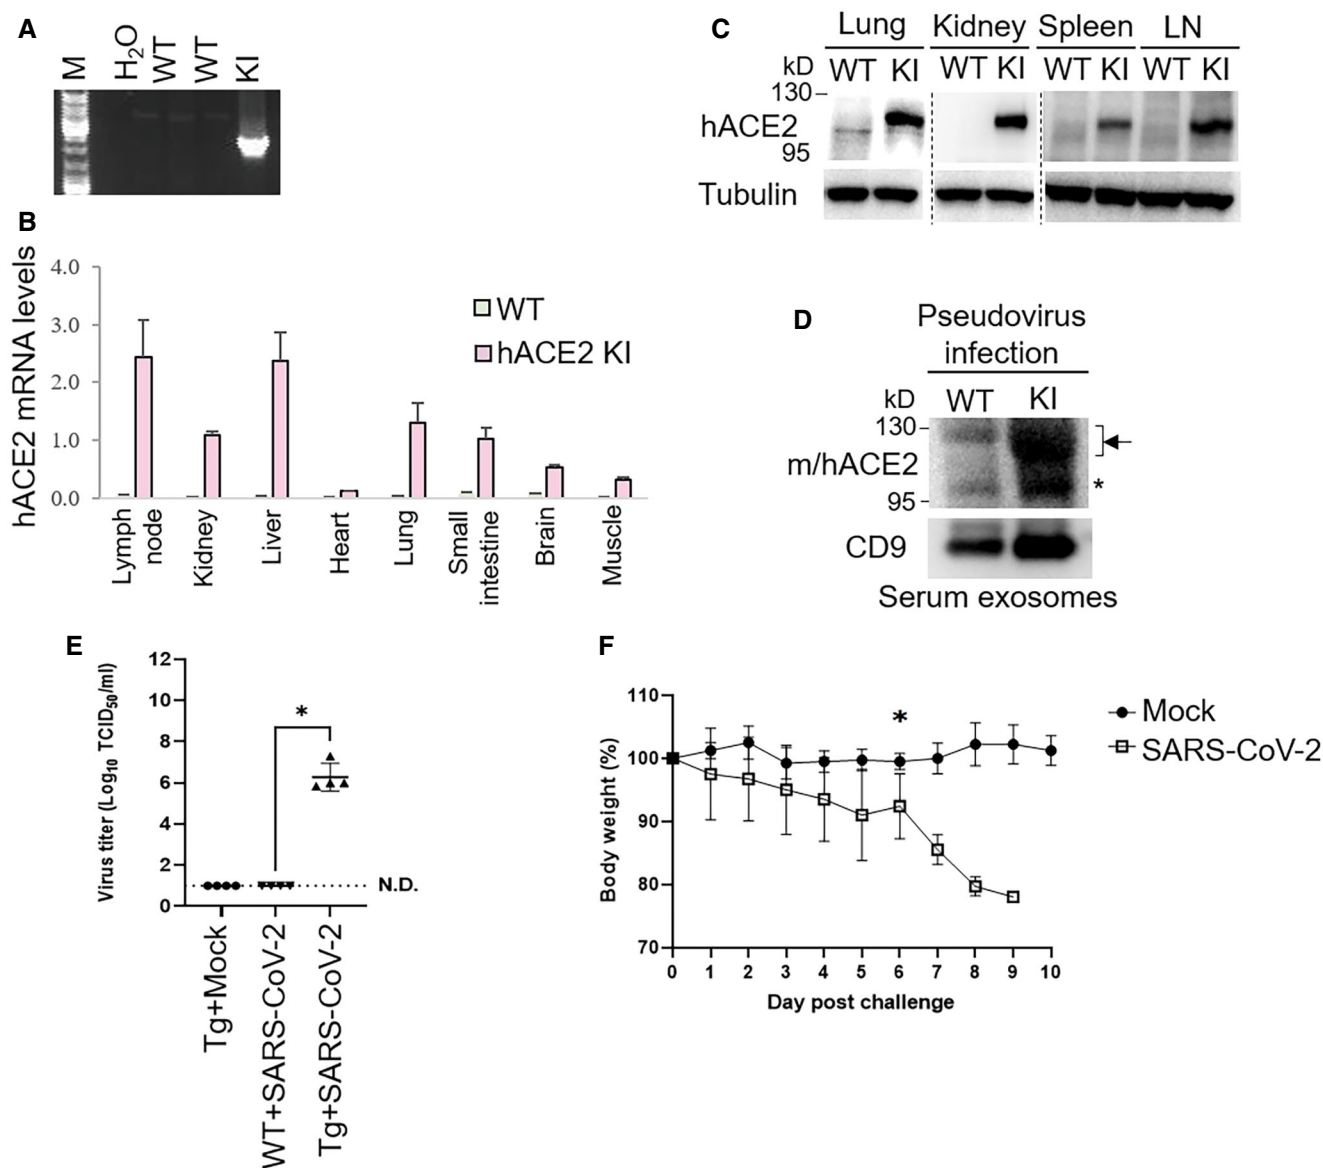 A
M
H₂O
WT
WT
KI
B
hACE2 mRNA levels
4.0
3.0
2.0
1.0
0.0
WT
hACE2 KI
Lymph
node
Kidney
Liver
Heart
Lung
Small
intestine
Brain
Muscle
C
Lung Kidney Spleen LN
kD WT KI WT KI WT KI WT KI
130
hACE2
95
Tubulin
D
Pseudovirus
infection
kD WT KI
130
m/hACE2
*
95
CD9
Serum exosomes
E
Virus titer (Log₁₀ TCID₅₀/ml)
12
10
8
6
4
2
0
*
N.D.
Tg+Mock
WT+SARS-CoV-2
Tg+SARS-CoV-2
F
Body weight (%)
110
100
90
80
70
*
Mock
SARS-CoV-2
0 1 2 3 4 5 6 7 8 9 10
Day post challenge